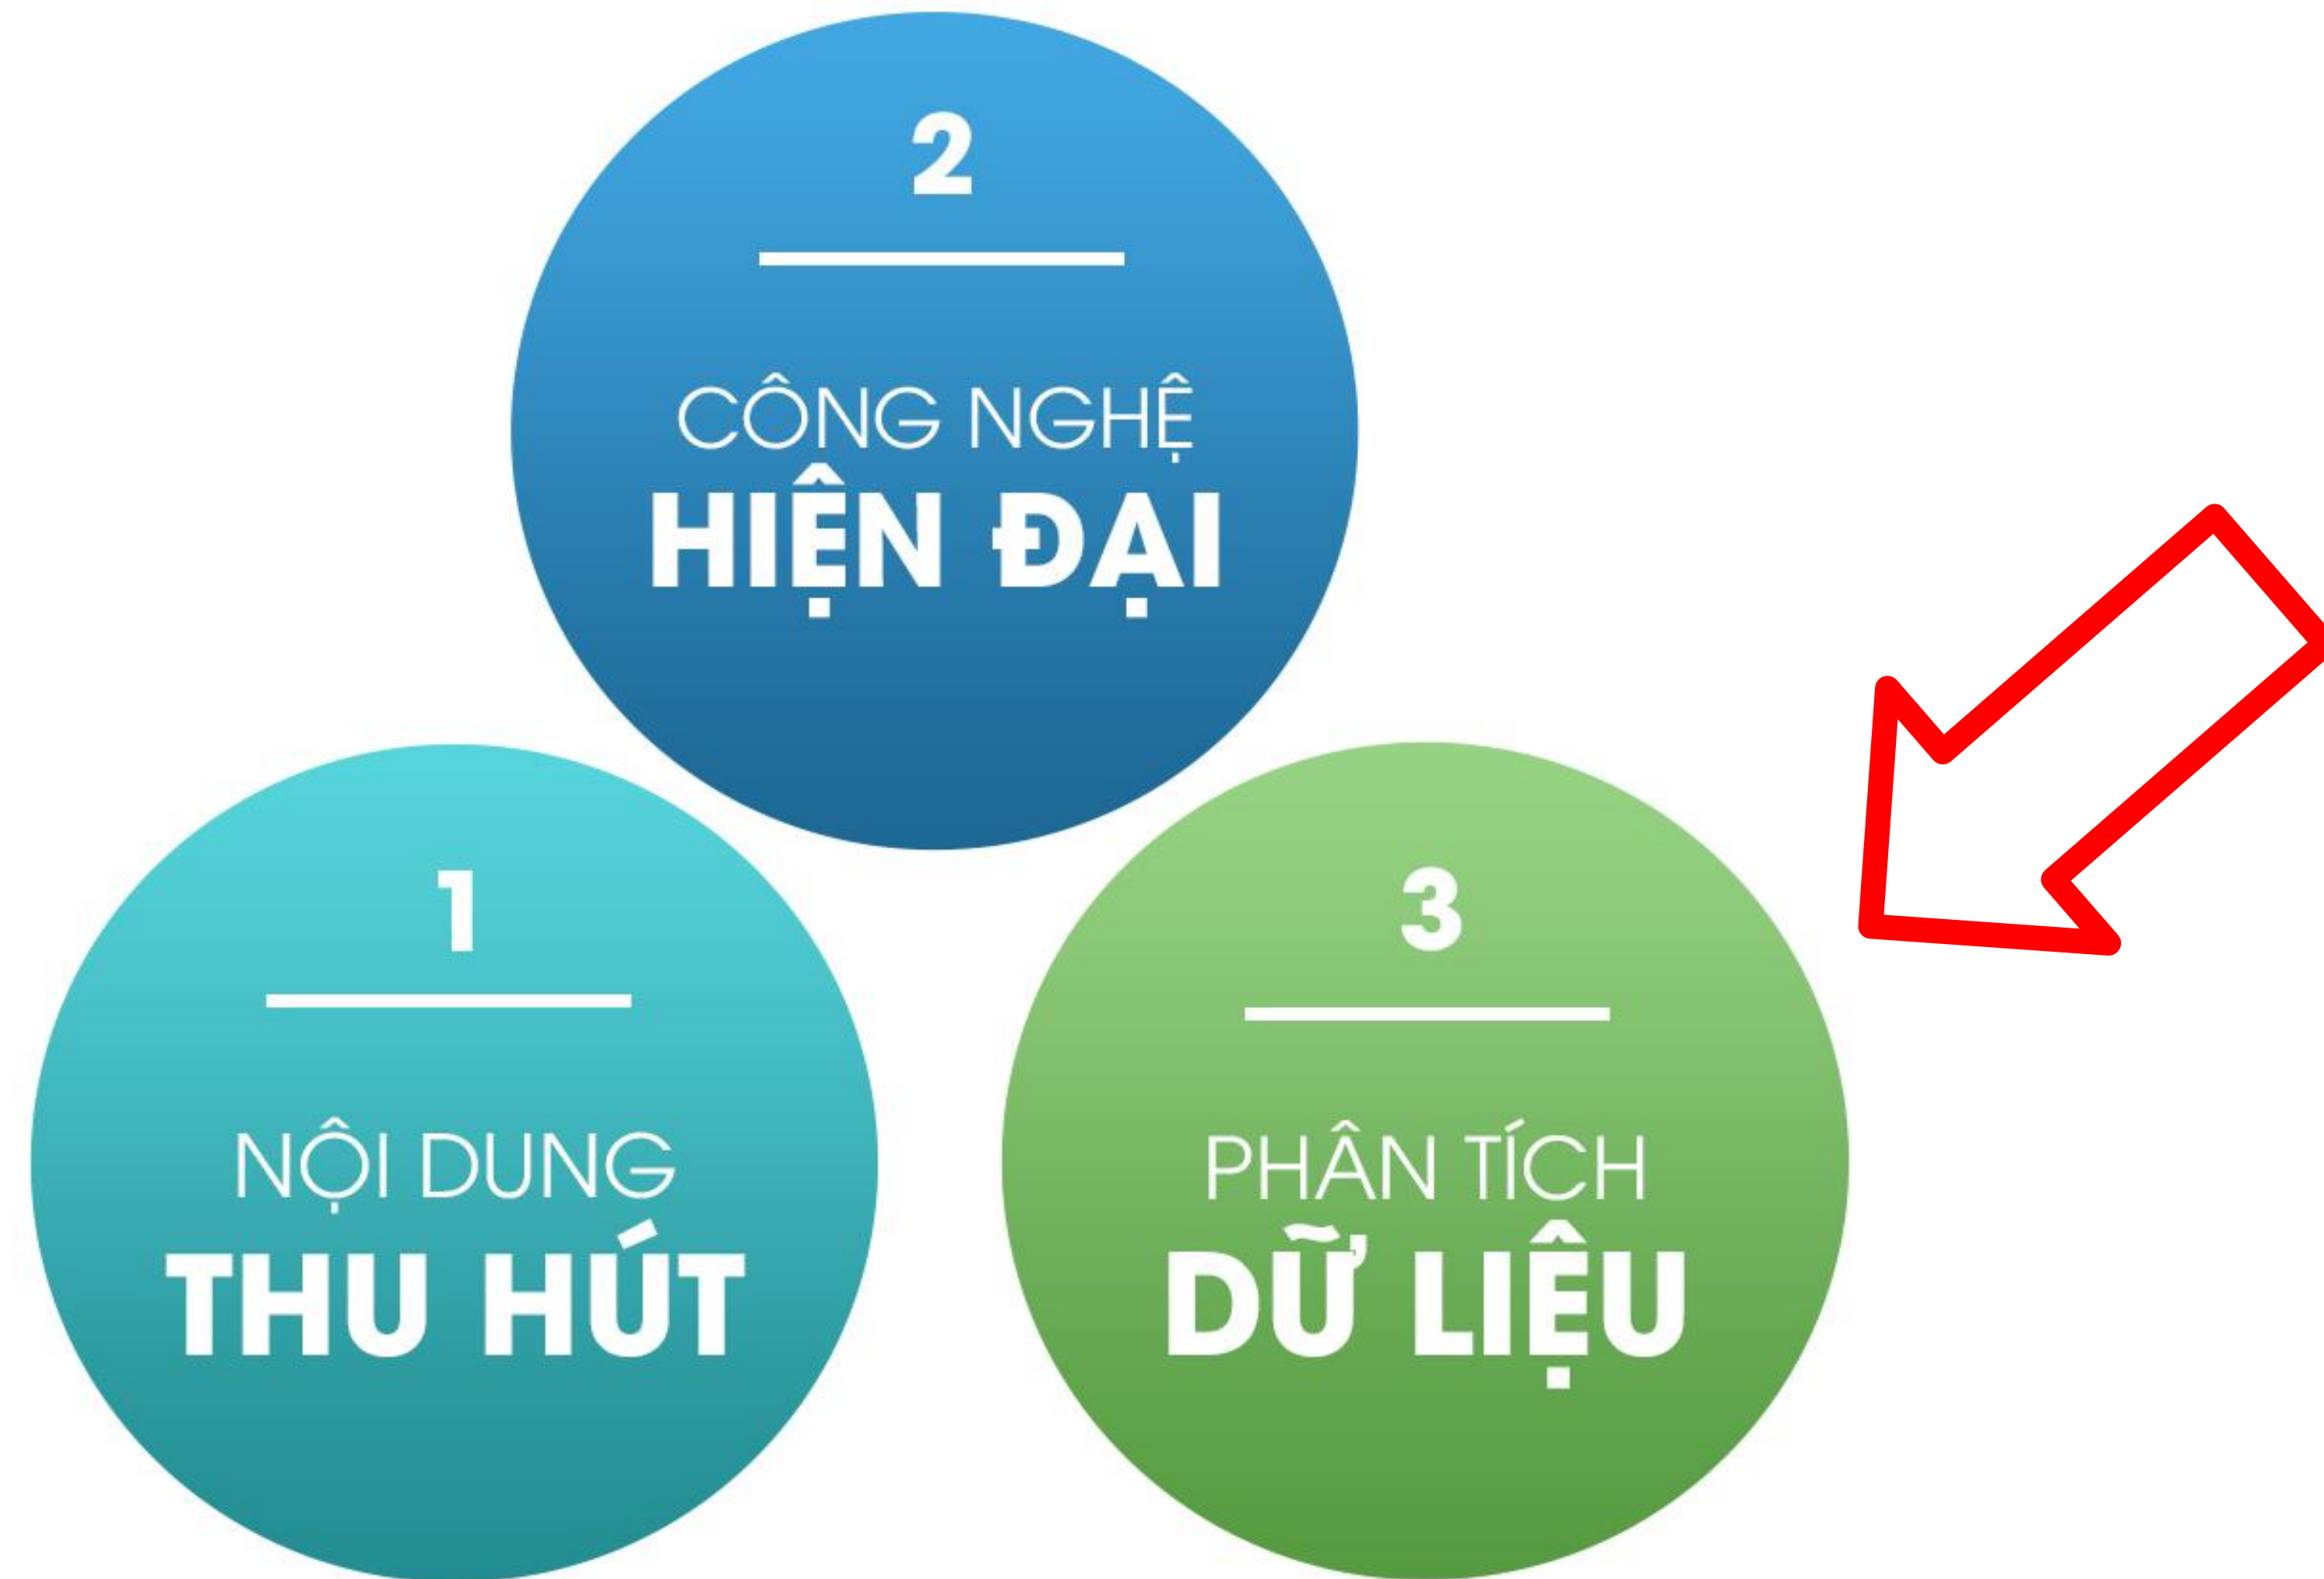 2
CÔNG NGHỆ
HIỆN ĐẠI
1
NỘI DUNG
THU HÚT
3
PHÂN TÍCH
DỮ LIỆU